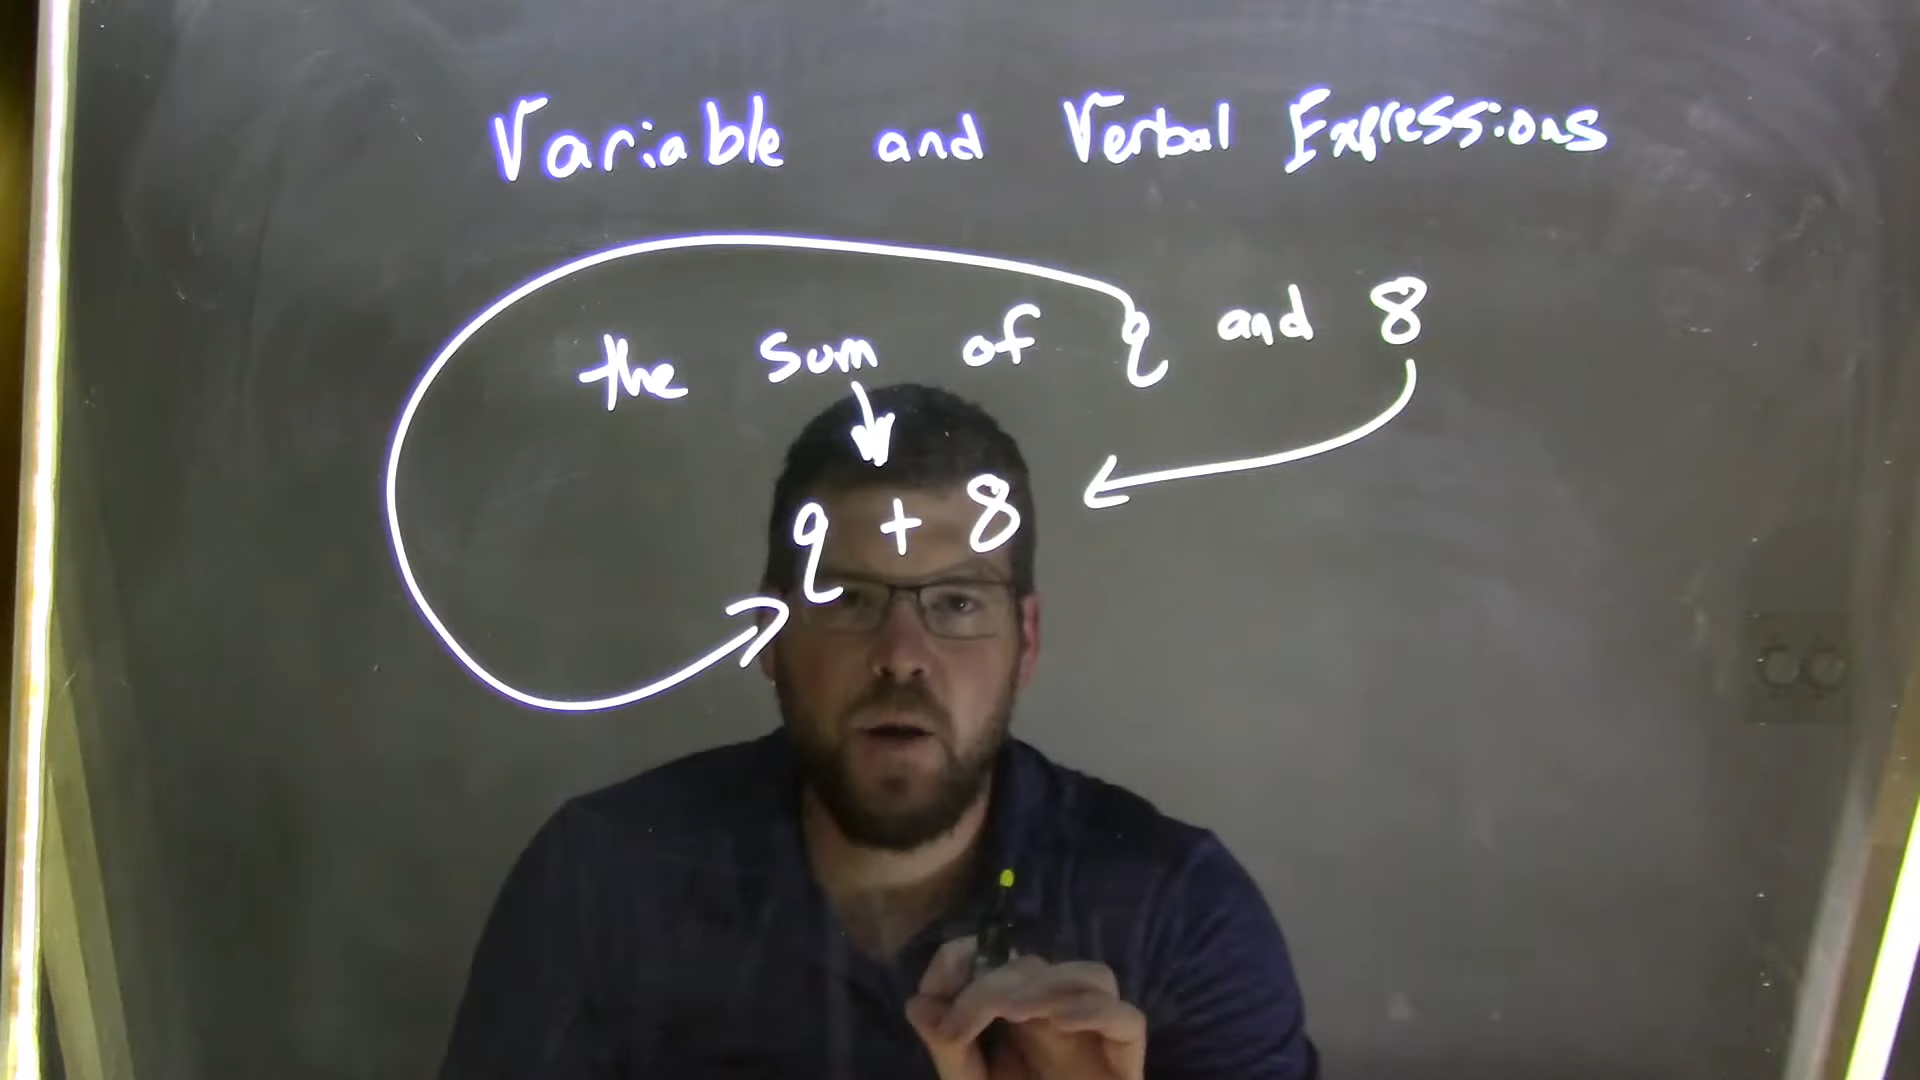 Variable and Verbal Expressions
the sum of q and 8
q + 8